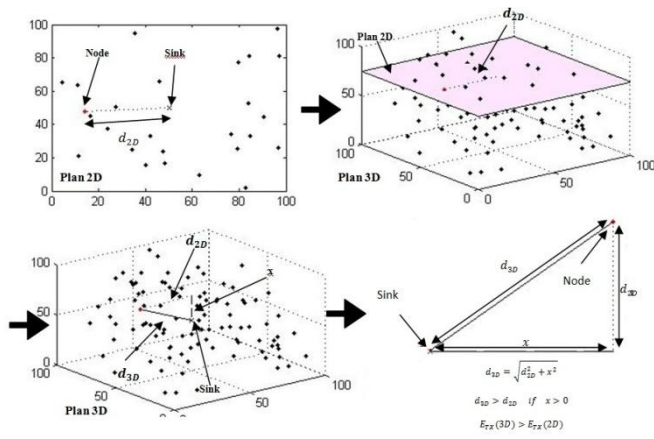 100
80
60
40
20
0
Node
Sink
d2D
Plan 2D
0 20 40 60 80 100
100
50
0
Plan 2D
d2D
100
50
0
Plan 3D
0
50
100
100
50
0
d2D
x
d3D
Sink
100
50
0
Plan 3D
0
50
100
d3D
Node
d2D
Sink
x
d3D = √(d²2D + x²)
d3D > d2D if x > 0
ETX(3D) > ETX(2D)